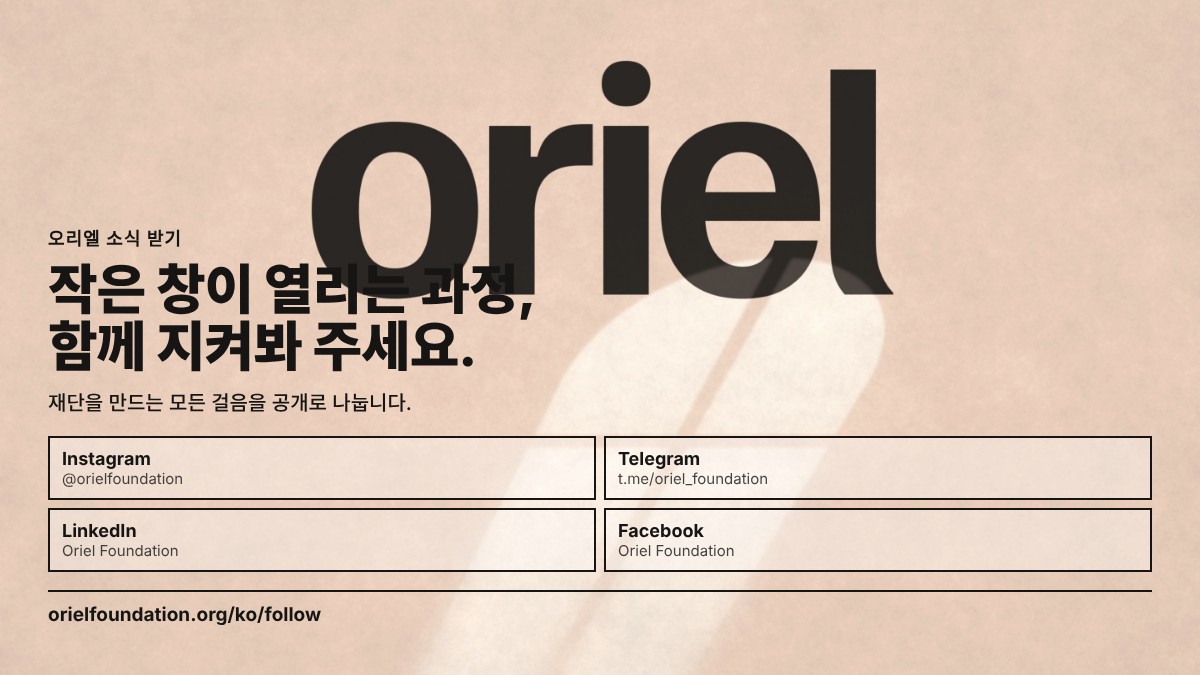 oriel
오리엘 소식 받기
작은 창이 열리는 과정,
함께 지켜봐 주세요.
재단을 만드는 모든 걸음을 공개로 나눕니다.
Instagram
@orielfoundation
Telegram
t.me/oriel_foundation
LinkedIn
Oriel Foundation
Facebook
Oriel Foundation
orielfoundation.org/ko/follow